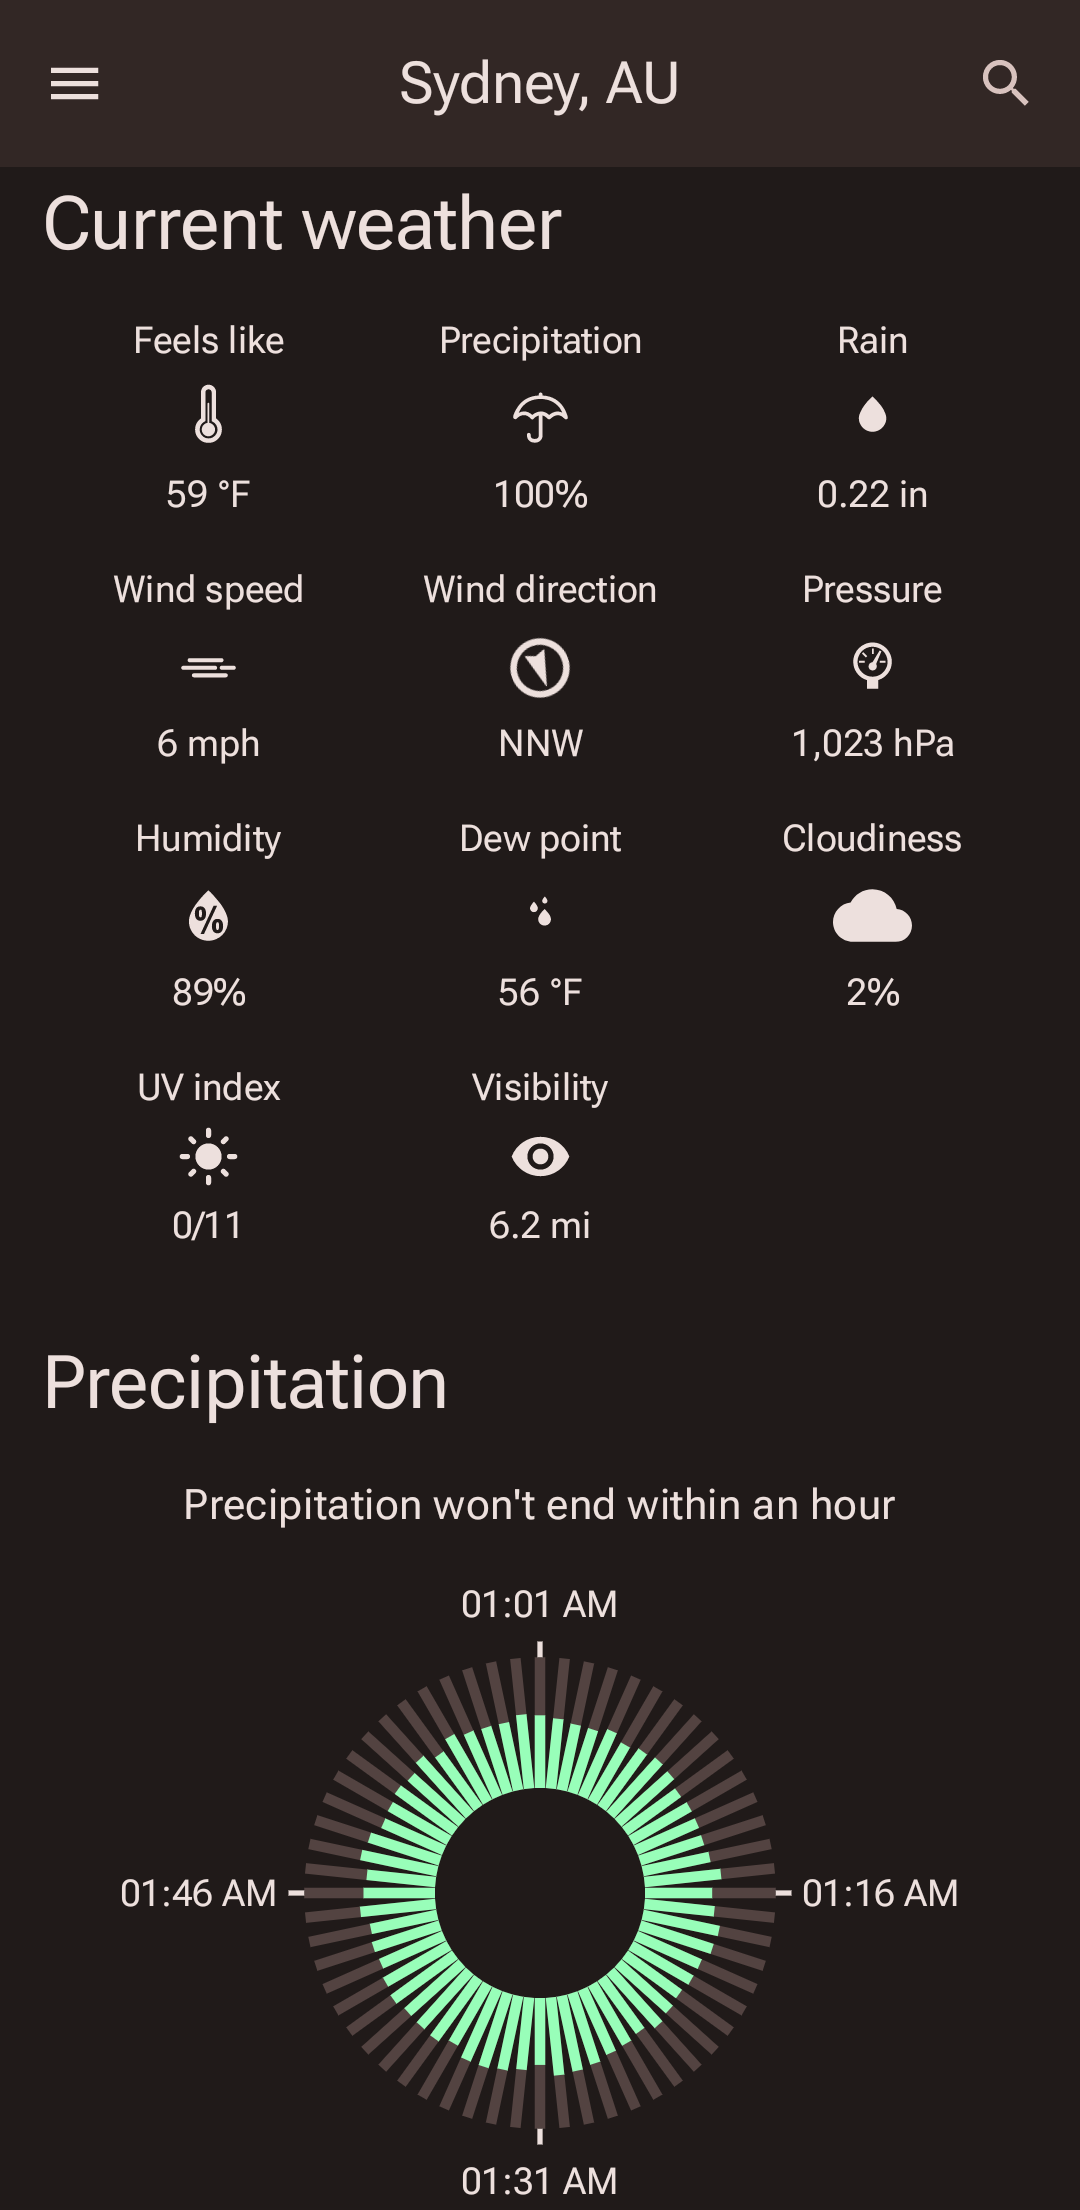 Sydney, AU
Current weather
Feels like Precipitation Rain
59 °F 100% 0.22 in
Wind speed Wind direction Pressure
6 mph NNW 1,023 hPa
Humidity Dew point Cloudiness
%
89% 56 °F 2%
UV index Visibility
0/11 6.2 mi
Precipitation
Precipitation won't end within an hour
01:01 AM
01:46 AM 01:16 AM
01:31 AM